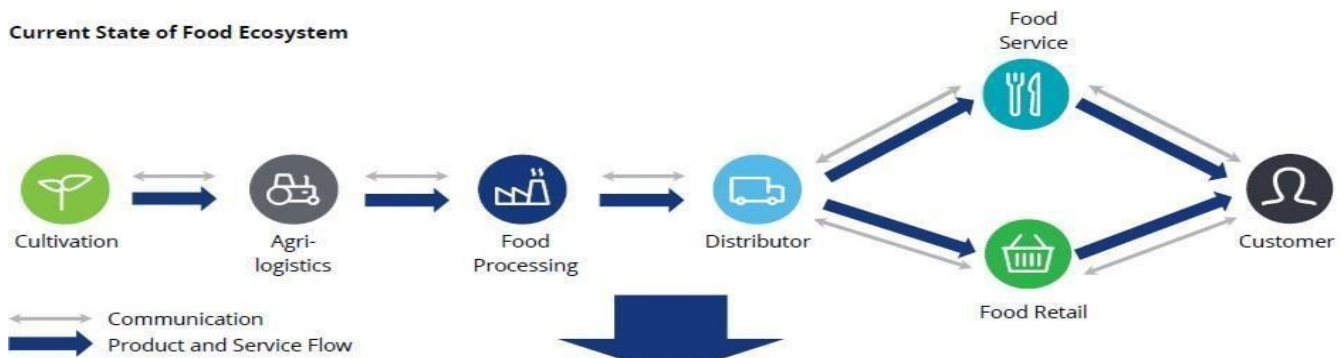 Current State of Food Ecosystem
Food
Service
Cultivation
Agri-
logistics
Food
Processing
Distributor
Customer
Food Retail
Communication
Product and Service Flow